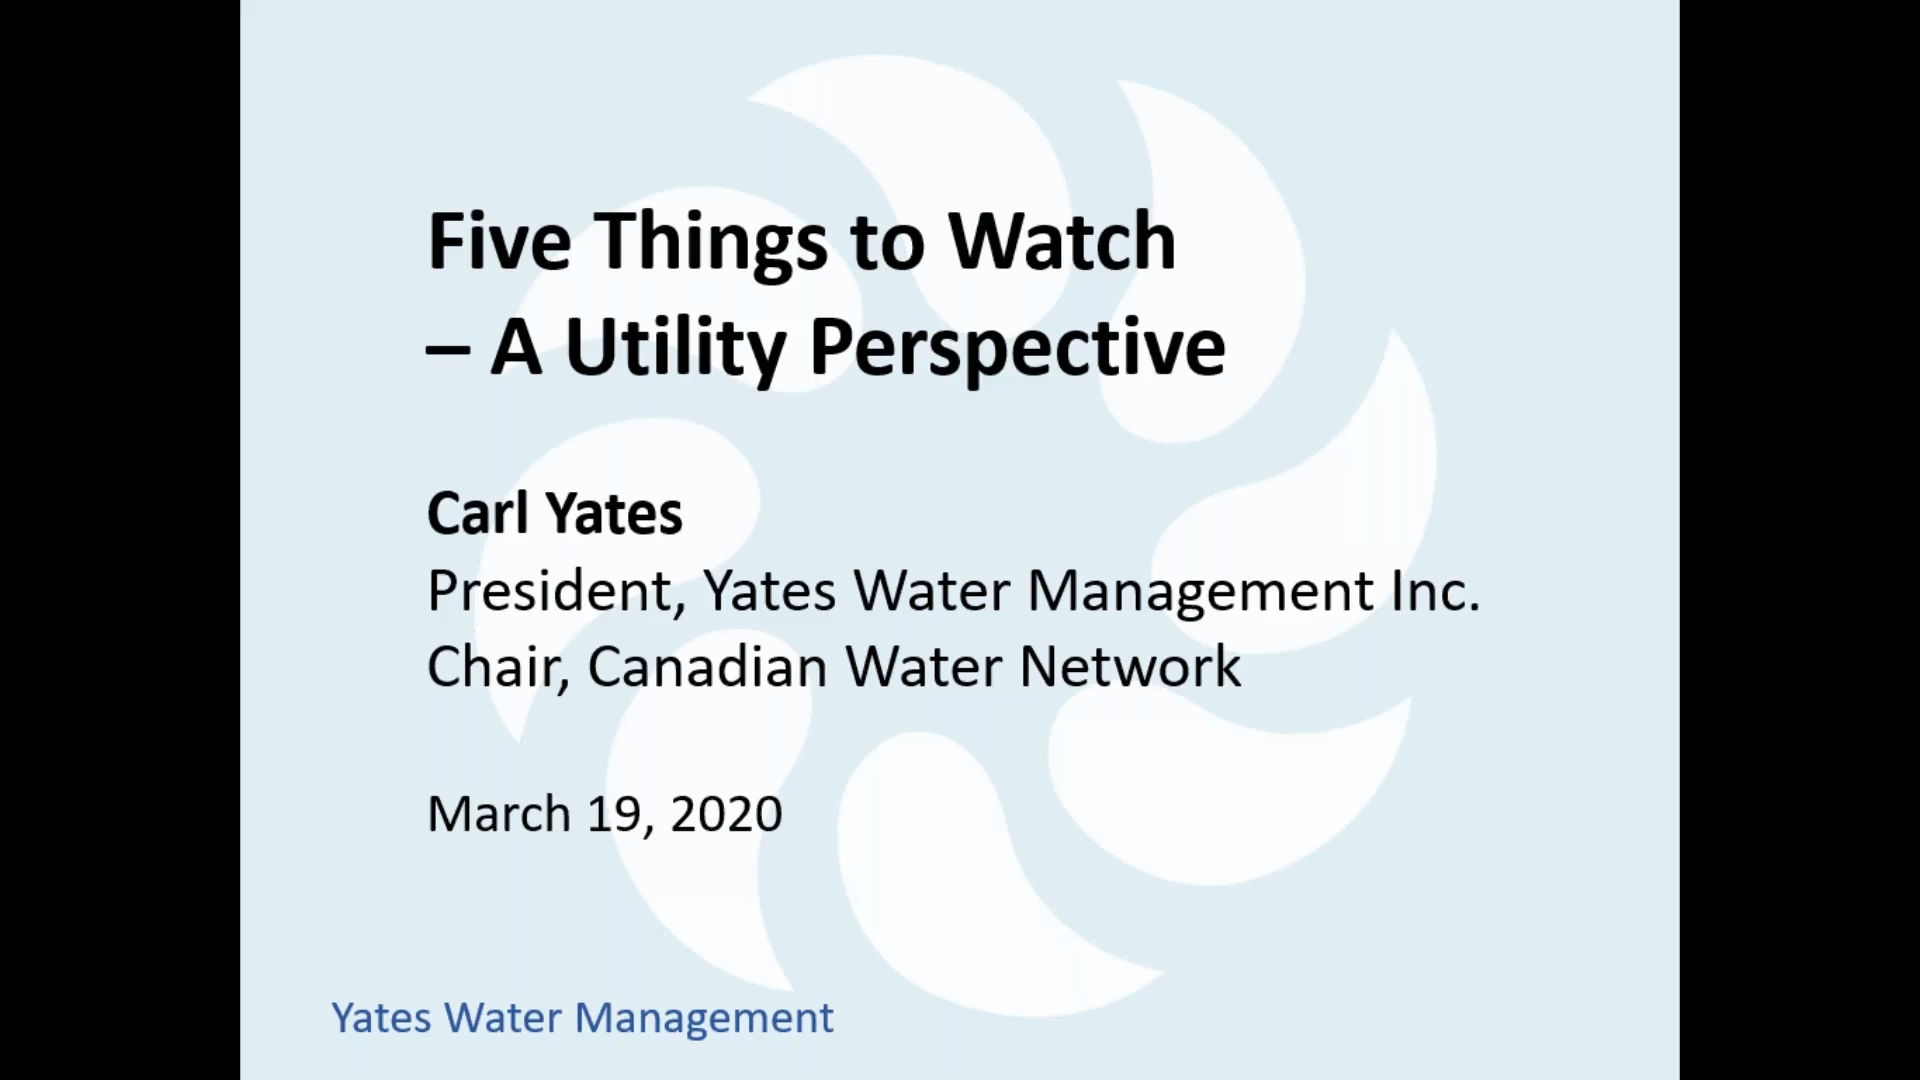 Five Things to Watch
– A Utility Perspective
Carl Yates
President, Yates Water Management Inc.
Chair, Canadian Water Network
March 19, 2020
Yates Water Management